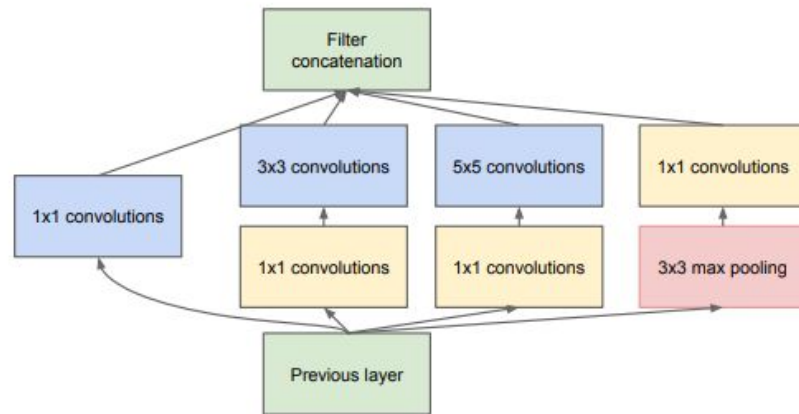 Filter
concatenation
3x3 convolutions
5x5 convolutions
1x1 convolutions
1x1 convolutions
1x1 convolutions
1x1 convolutions
3x3 max pooling
Previous layer